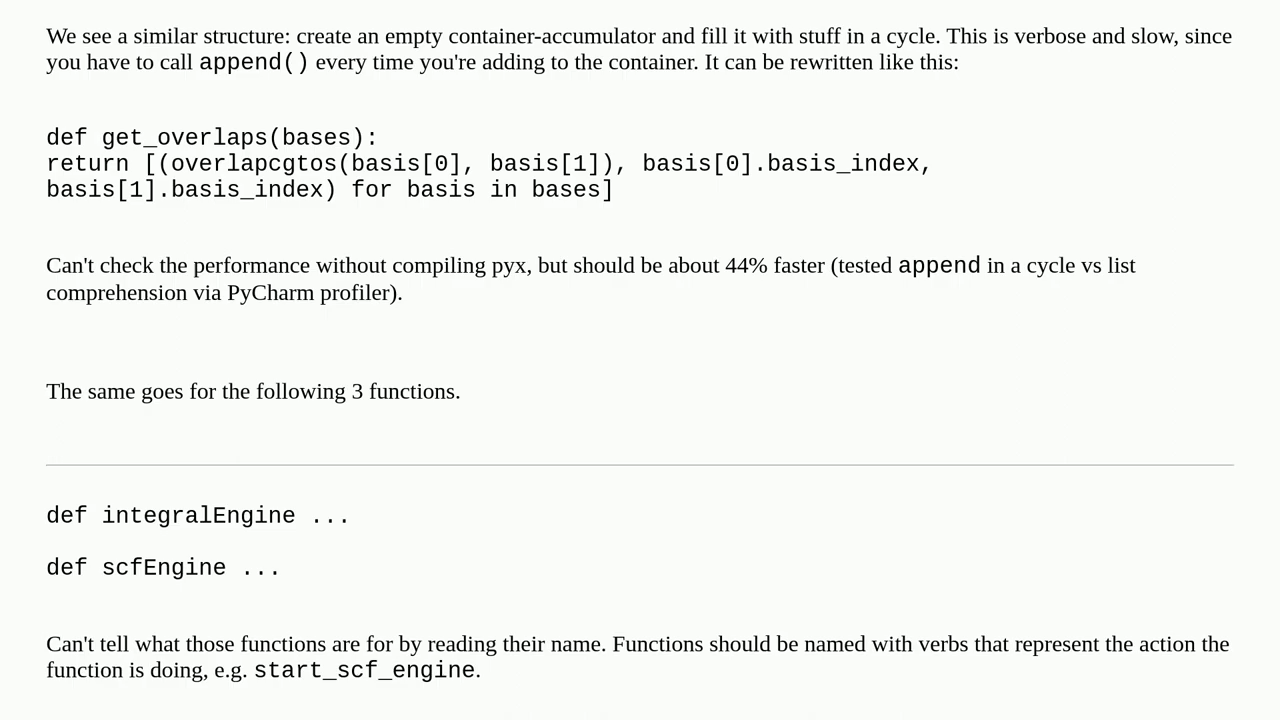 We see a similar structure: create an empty container-accumulator and fill it with stuff in a cycle. This is verbose and slow, since
you have to call append() every time you're adding to the container. It can be rewritten like this:
def get_overlaps(bases):
return [(overlapcgtos(basis[0], basis[1]), basis[0].basis_index,
basis[1].basis_index) for basis in bases]
Can't check the performance without compiling pyx, but should be about 44% faster (tested append in a cycle vs list
comprehension via PyCharm profiler).
The same goes for the following 3 functions.
def integralEngine ...
def scfEngine ...
Can't tell what those functions are for by reading their name. Functions should be named with verbs that represent the action the
function is doing, e.g. start_scf_engine.